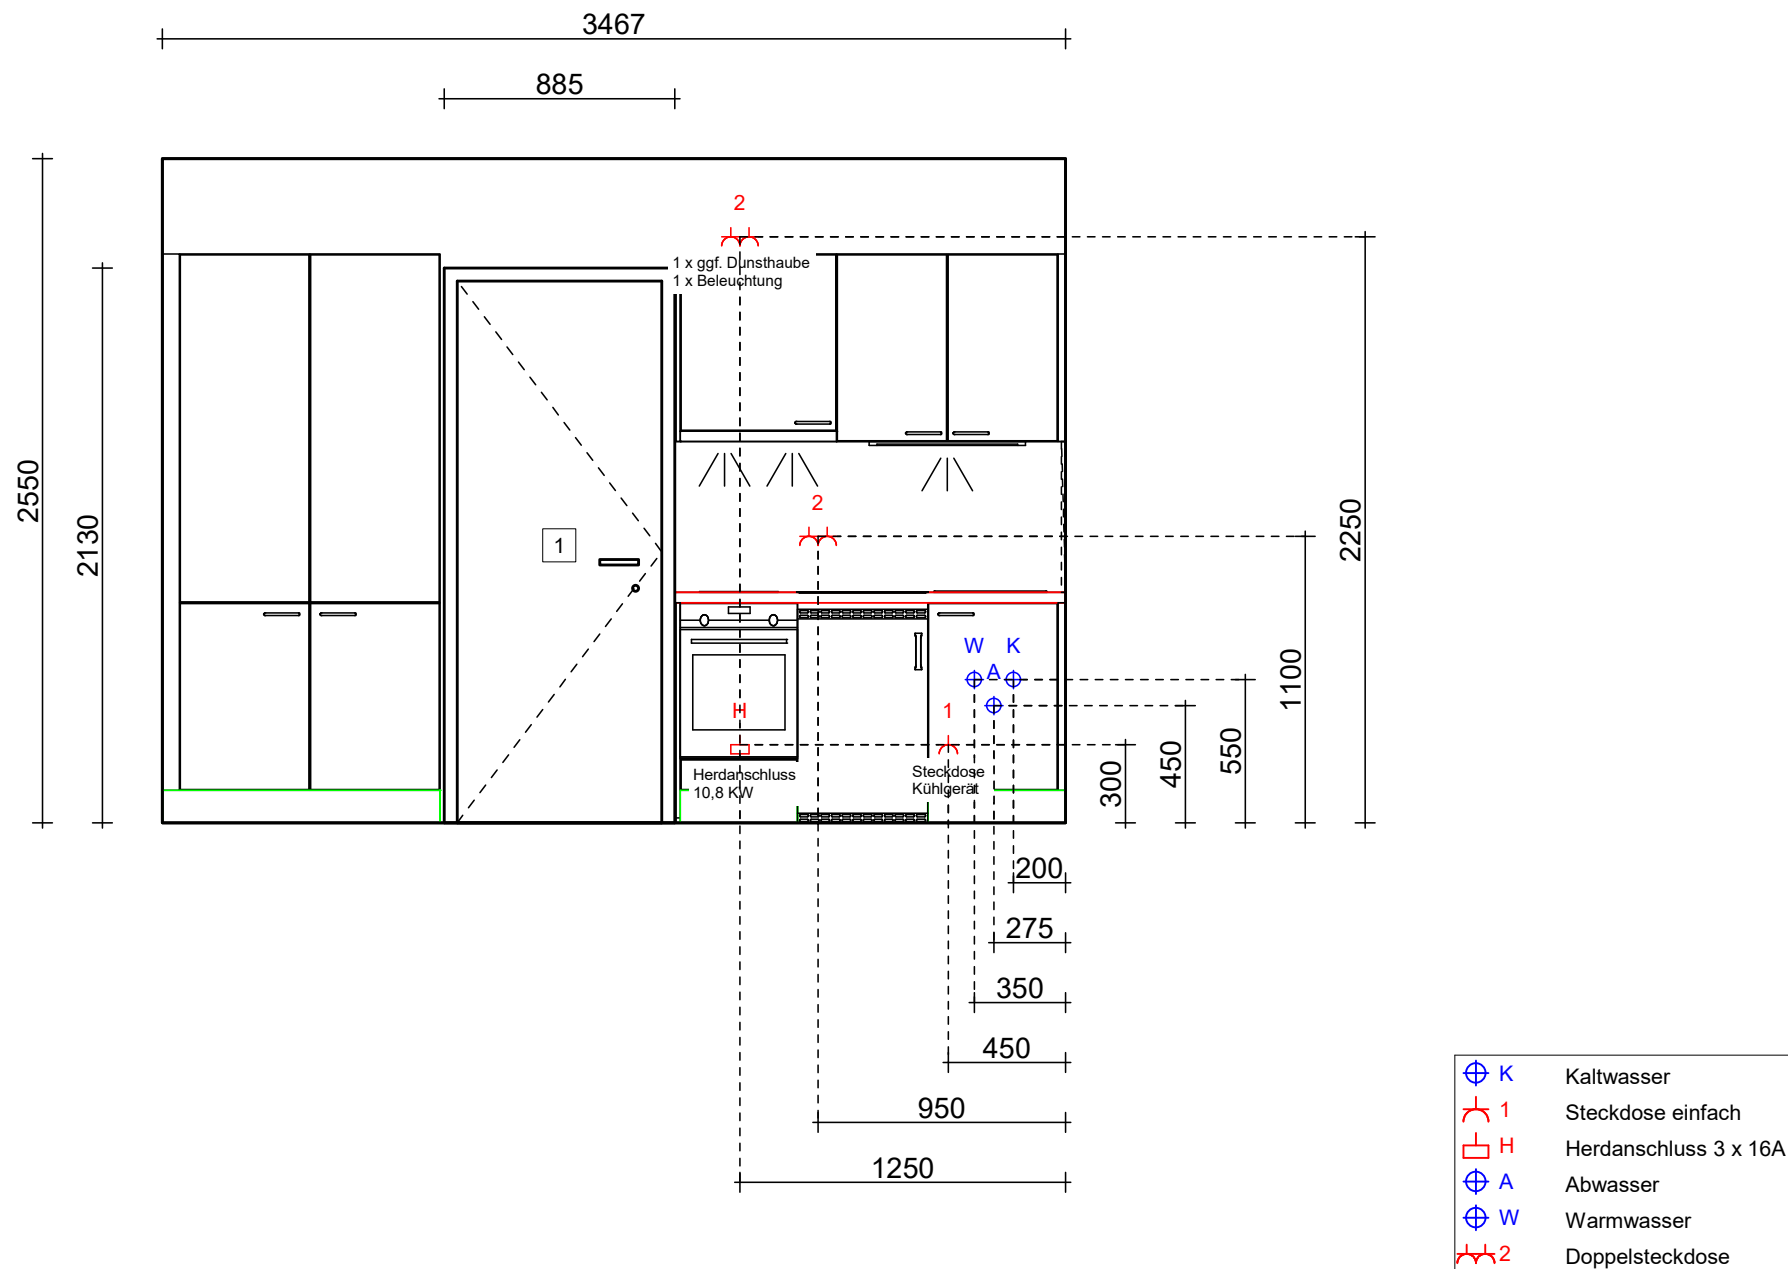 3467
885
2
1 x ggf. Dunsthaube
1 x Beleuchtung
2550
2130
2
1
2250
1100
W
K
A
H
1
Herdanschluss
10,8 KW
Steckdose
Kühlgerät
300
450
550
200
275
350
450
950
1250
K Kaltwasser
1 Steckdose einfach
H Herdanschluss 3 x 16A
A Abwasser
W Warmwasser
2 Doppelsteckdose